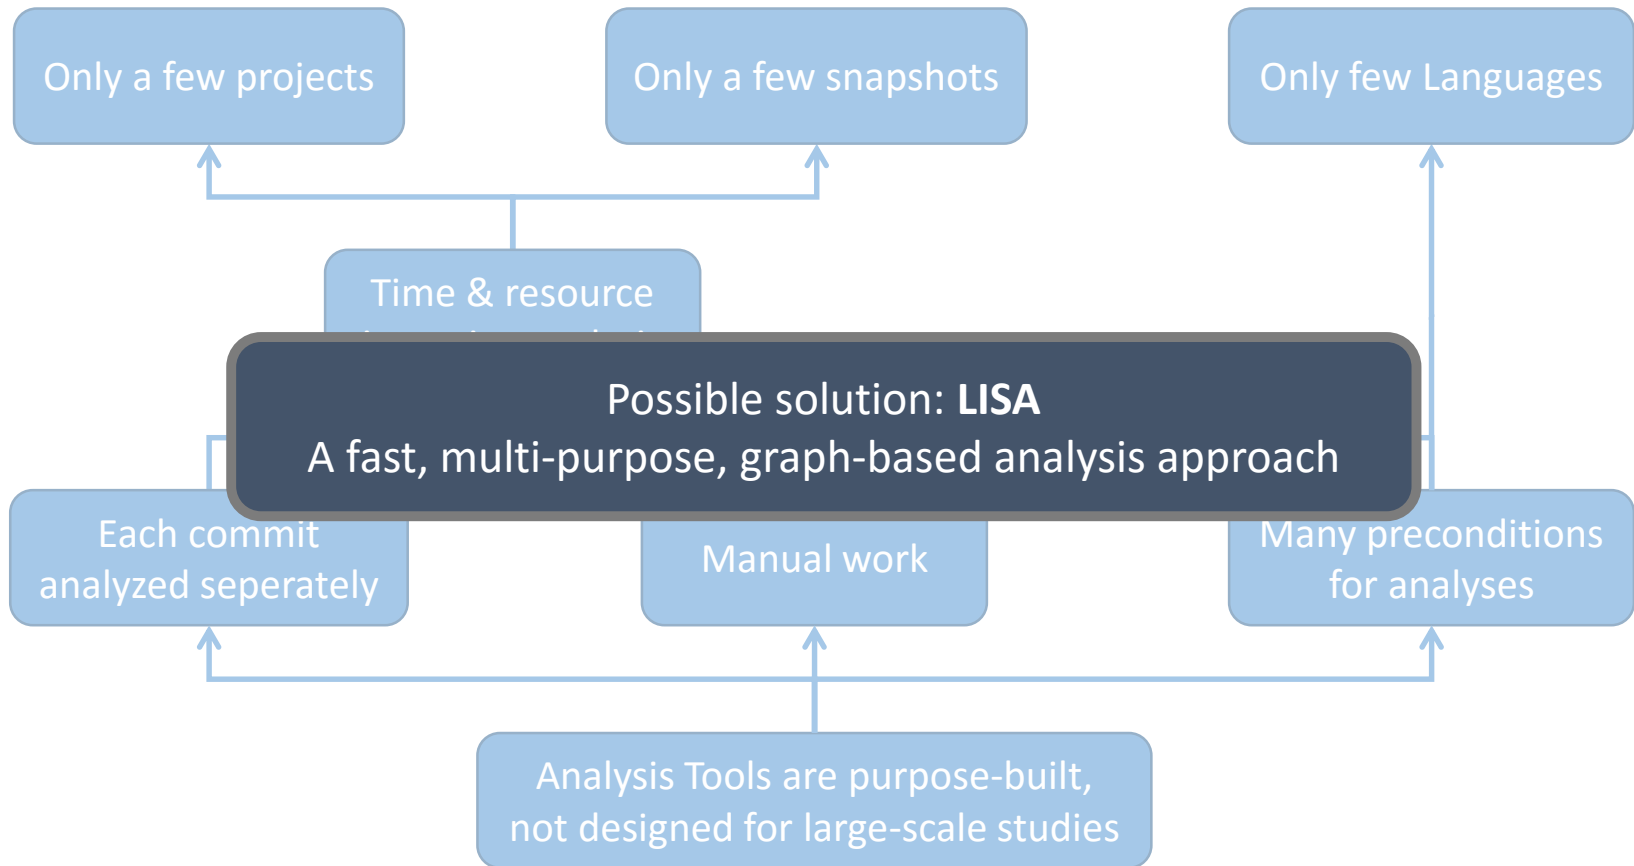 Only a few projects
Only a few snapshots
Only few Languages
Time & resource
Possible solution: LISA
A fast, multi-purpose, graph-based analysis approach
Each commit
analyzed seperately
Manual work
Many preconditions
for analyses
Analysis Tools are purpose-built,
not designed for large-scale studies